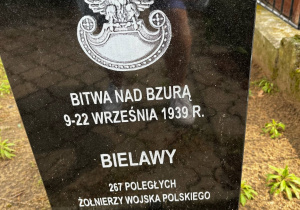 BITWA NAD BZURĄ
9-22 WRZEŚNIA 1939 R.
BIELAWY
267 POLEGŁYCH
ŻOŁNIERZY WOJSKA POLSKIEGO